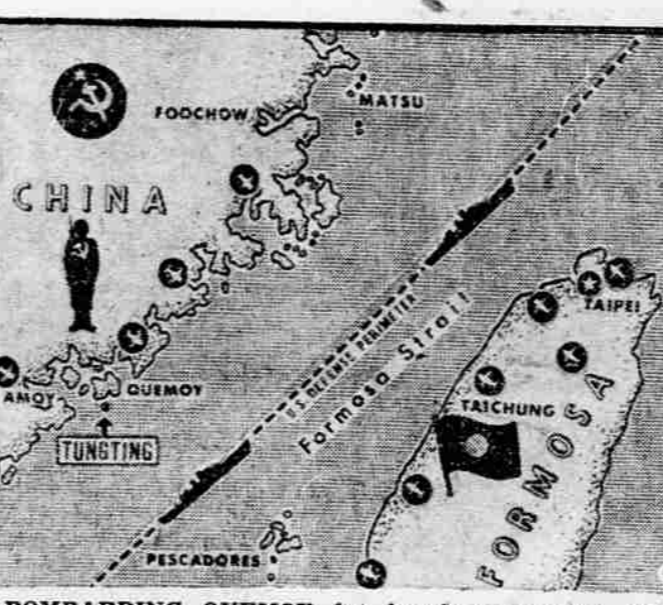 FOOCHOW
MATSU
CHINA
TAIPEI
U S DEFENSE PERIMETER
Formosa Strait
AMOY
QUEMOY
TAICHUNG
TUNGTING
FORMOSA
PESCADORES
BOMBARDING QUEMOY